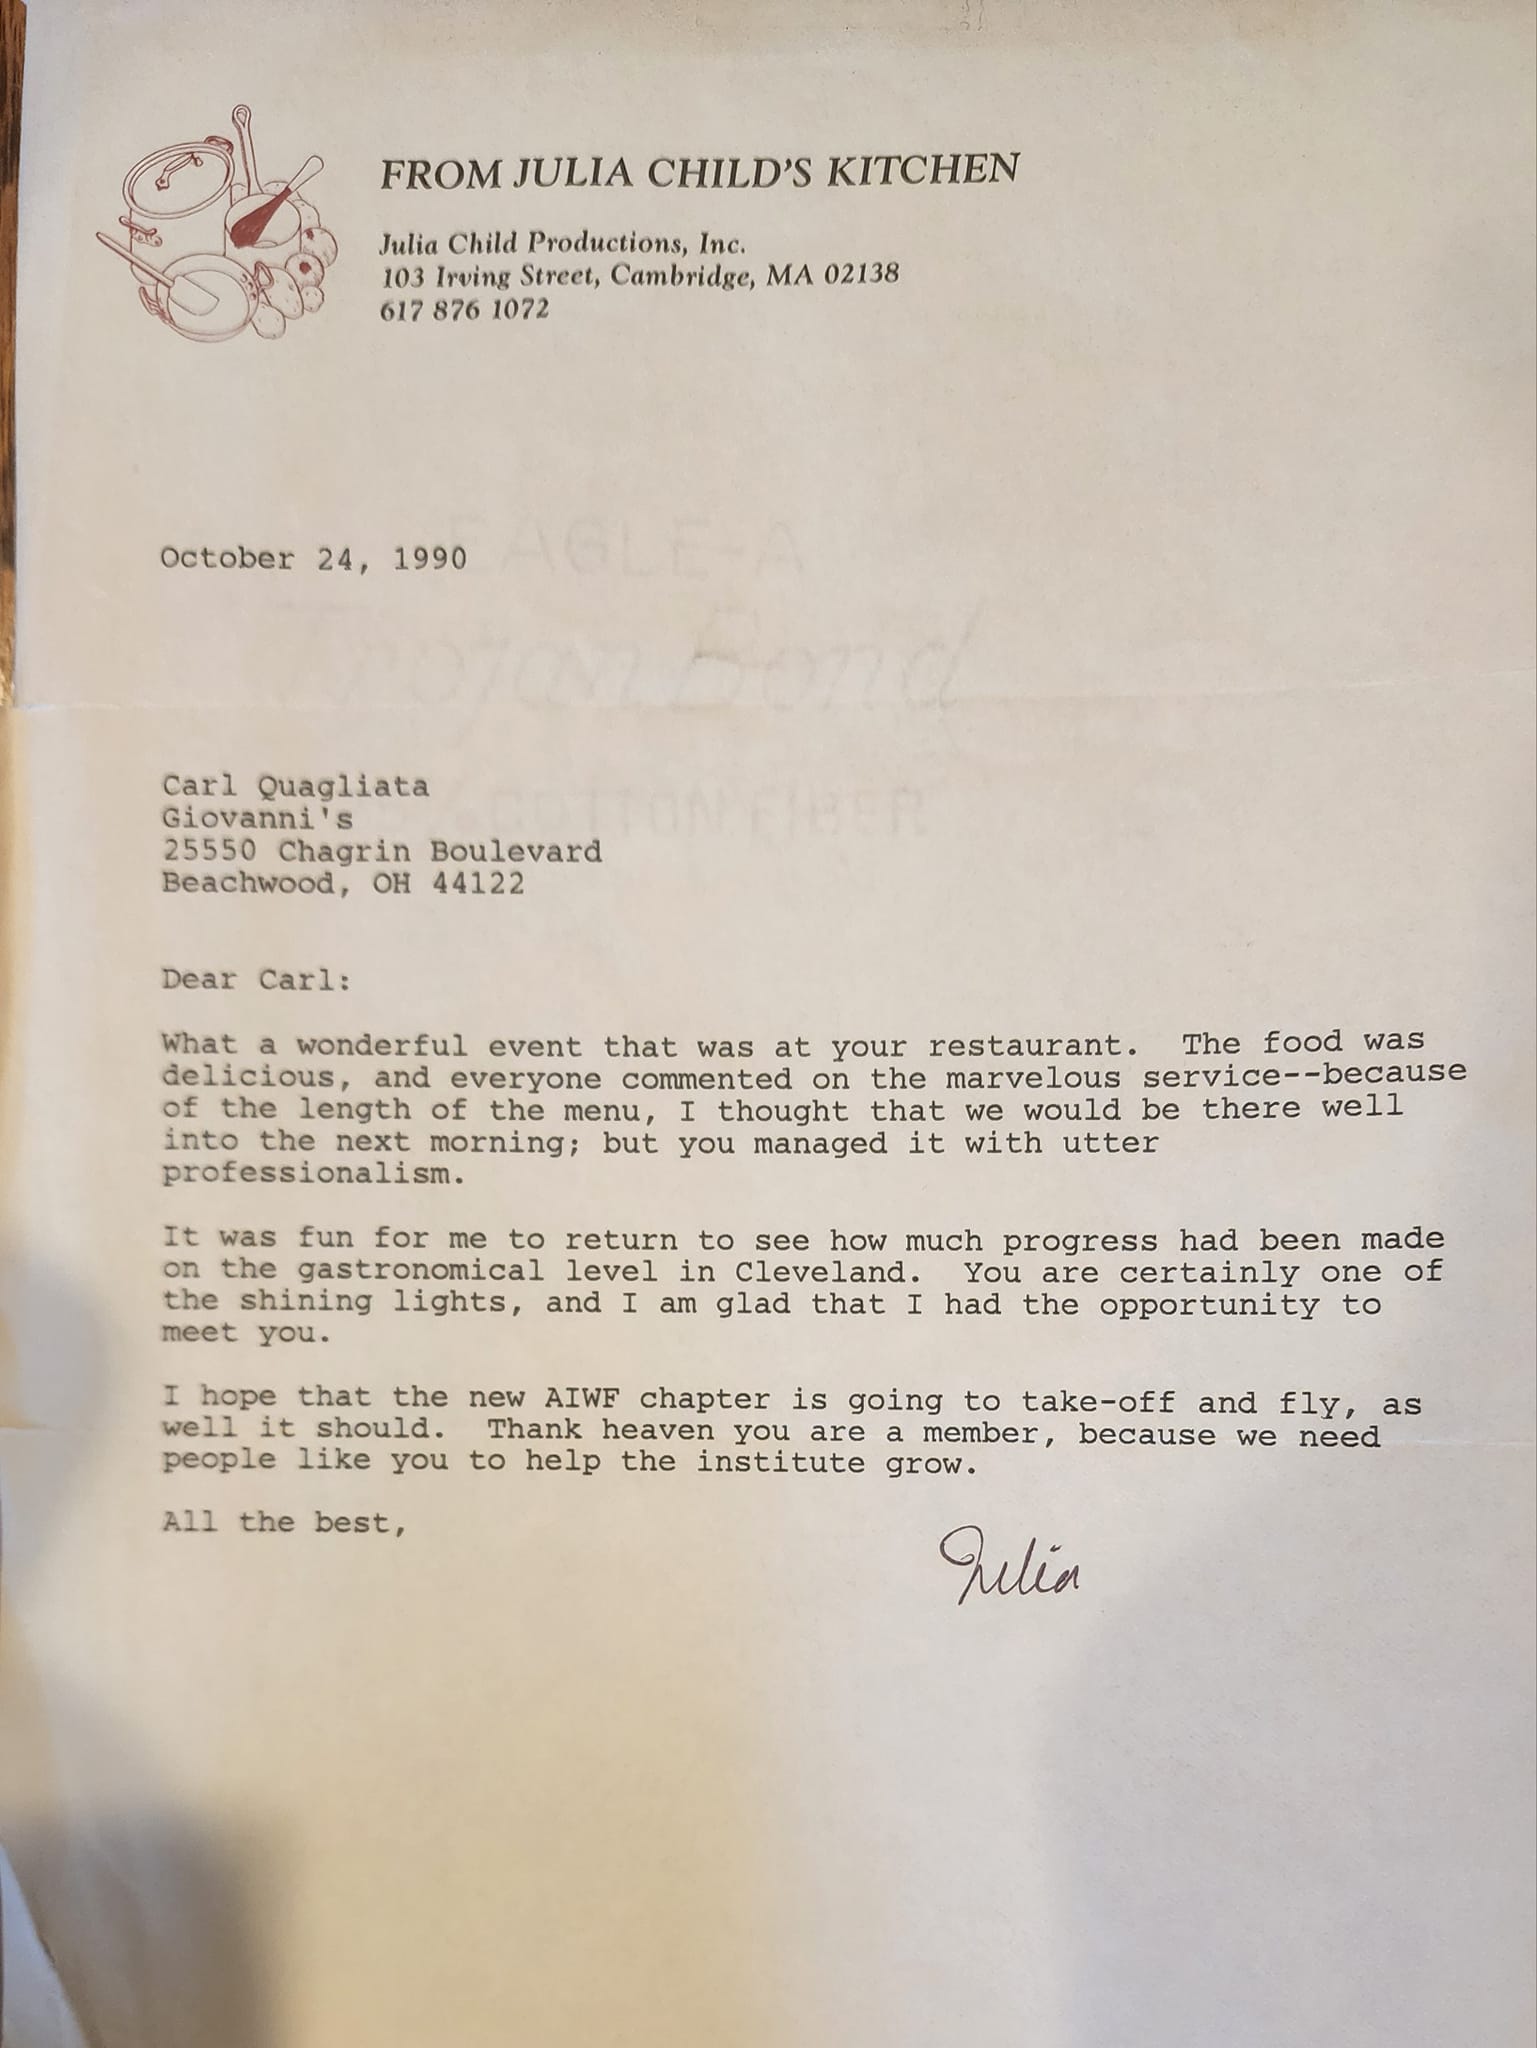 FROM JULIA CHILD'S KITCHEN
Julia Child Productions, Inc.
103 Irving Street, Cambridge, MA 02138
617 876 1072
EAGLE-A
October 24, 1990
Trojan Bond
Carl Quagliata
Giovanni's
COTTON FIBER
25550 Chagrin Boulevard
Beachwood, OH 44122
Dear Carl:
What a wonderful event that was at your restaurant.  The food was
delicious, and everyone commented on the marvelous service--because
of the length of the menu, I thought that we would be there well
into the next morning; but you managed it with utter
professionalism.
It was fun for me to return to see how much progress had been made
on the gastronomical level in Cleveland.  You are certainly one of
the shining lights, and I am glad that I had the opportunity to
meet you.
I hope that the new AIWF chapter is going to take-off and fly, as
well it should.  Thank heaven you are a member, because we need
people like you to help the institute grow.
All the best,
Julia